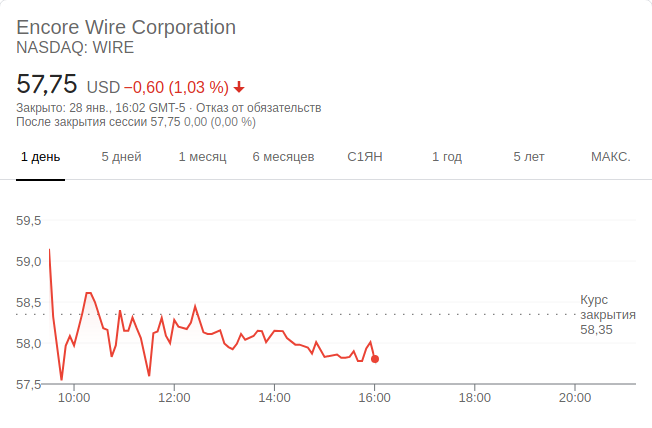 Encore Wire Corporation
NASDAQ: WIRE
57,75 USD −0,60 (1,03 %)
Закрыто: 28 янв., 16:02 GMT-5 · Отказ от обязательств
После закрытия сессии 57,75 0,00 (0,00 %)
1 день 5 дней 1 месяц 6 месяцев С1ЯН 1 год 5 лет МАКС.
59,5
59,0
58,5
Курс
закрытия
58,35
58,0
57,5
10:00 12:00 14:00 16:00 18:00 20:00